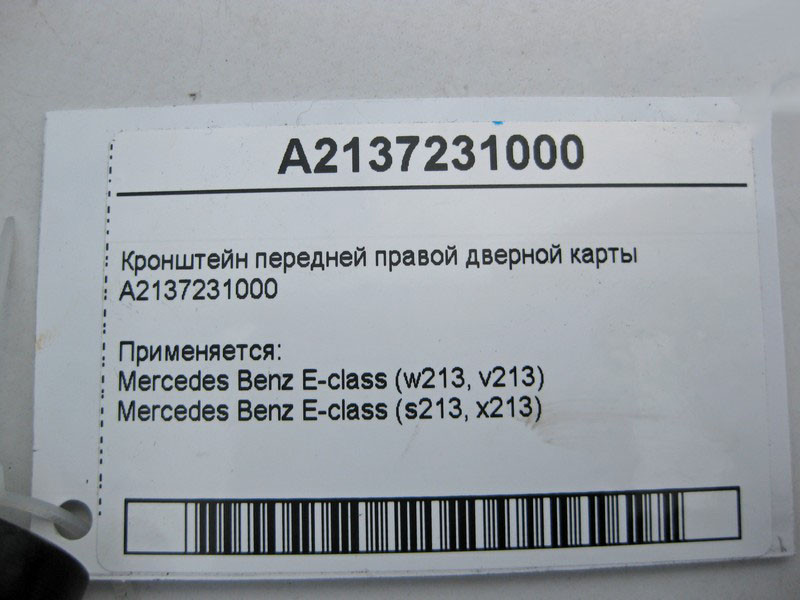 A2137231000
Кронштейн передней правой дверной карты
A2137231000
Применяется:
Mercedes Benz E-class (w213, v213)
Mercedes Benz E-class (s213, x213)